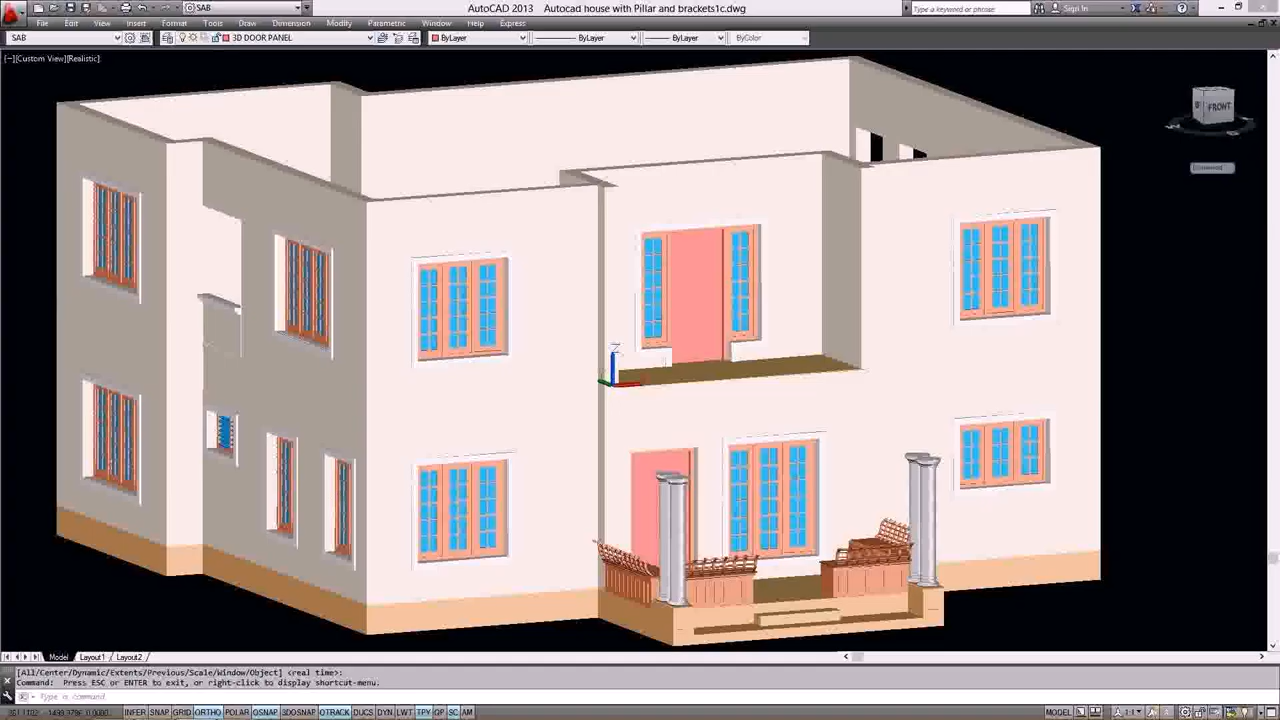 SAB
AutoCAD 2013 Autocad house with Pillar and brackets1c.dwg
Type a keyword or phrase
Sign In
File Edit View Insert Format Tools Draw Dimension Modify Parametric Window Help Express
SAB
3D DOOR PANEL
ByLayer
ByLayer
ByLayer
ByColor
[−][Custom View][Realistic]
FRONT
Z
Model Layout1 Layout2
[All/Center/Dynamic/Extents/Previous/Scale/Window/Object] <real time>:
Command: Press ESC or ENTER to exit, or right-click to display shortcut-menu.
Type a command
INFER SNAP GRID ORTHO POLAR OSNAP 3DOSNAP OTRACK DUCS DYN LWT TPY QP SC AM
MODEL
1:1